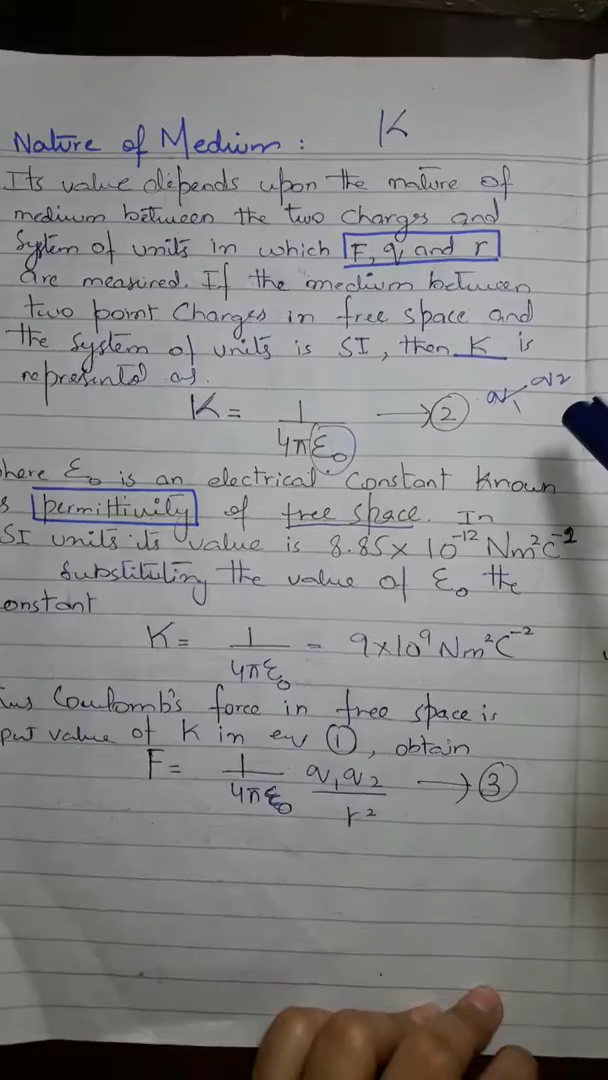 Nature of Medium: K
Its value depends upon the nature of
medium between the two charges and
System of units in which F, q and r
are measured. If the medium between
two point Charges in free space and
the system of units is SI, then K is
represented as.
K = 1/4πε₀ → ②
q₁ q₂
here ε₀ is an electrical constant known
s permittivity of free space. In
SI units its value is 8.85 × 10⁻¹² Nm²C⁻²
Substituting the value of ε₀ the
onstant
K = 1/4πε₀ = 9×10⁹ Nm²C⁻²
us Coulomb's force in free space is
put value of K in eq ①, obtain
F = 1/4πε₀ q₁q₂/r² → ③